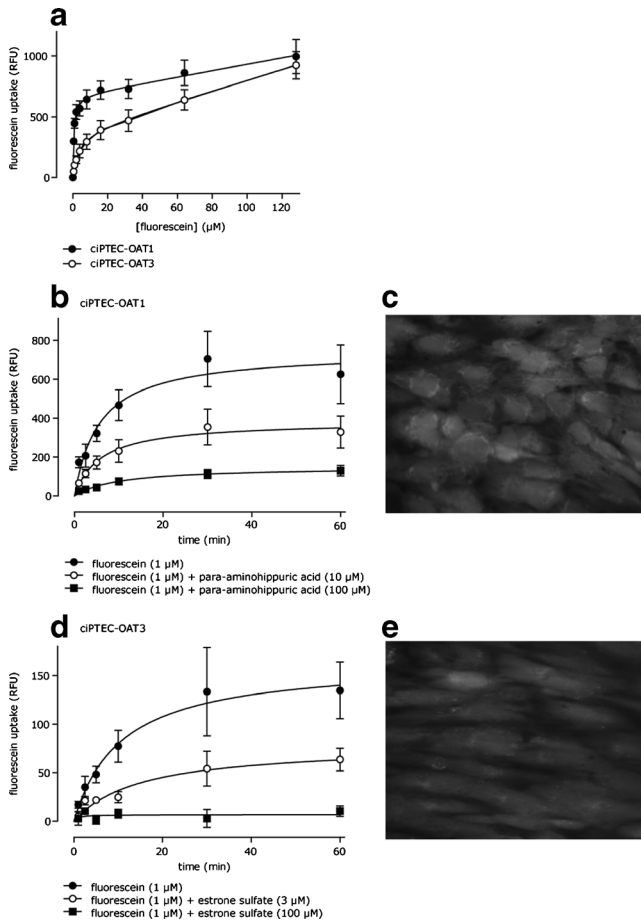 a
fluorescein uptake (RFU)
1000
500
0
0 20 40 60 80 100 120
[fluorescein] (µM)
ciPTEC-OAT1
ciPTEC-OAT3
b ciPTEC-OAT1
c
fluorescein uptake (RFU)
800
600
400
200
0
0 20 40 60
time (min)
fluorescein (1 µM)
fluorescein (1 µM) + para-aminohippuric acid (10 µM)
fluorescein (1 µM) + para-aminohippuric acid (100 µM)
d ciPTEC-OAT3
e
fluorescein uptake (RFU)
150
100
50
0
0 20 40 60
time (min)
fluorescein (1 µM)
fluorescein (1 µM) + estrone sulfate (3 µM)
fluorescein (1 µM) + estrone sulfate (100 µM)